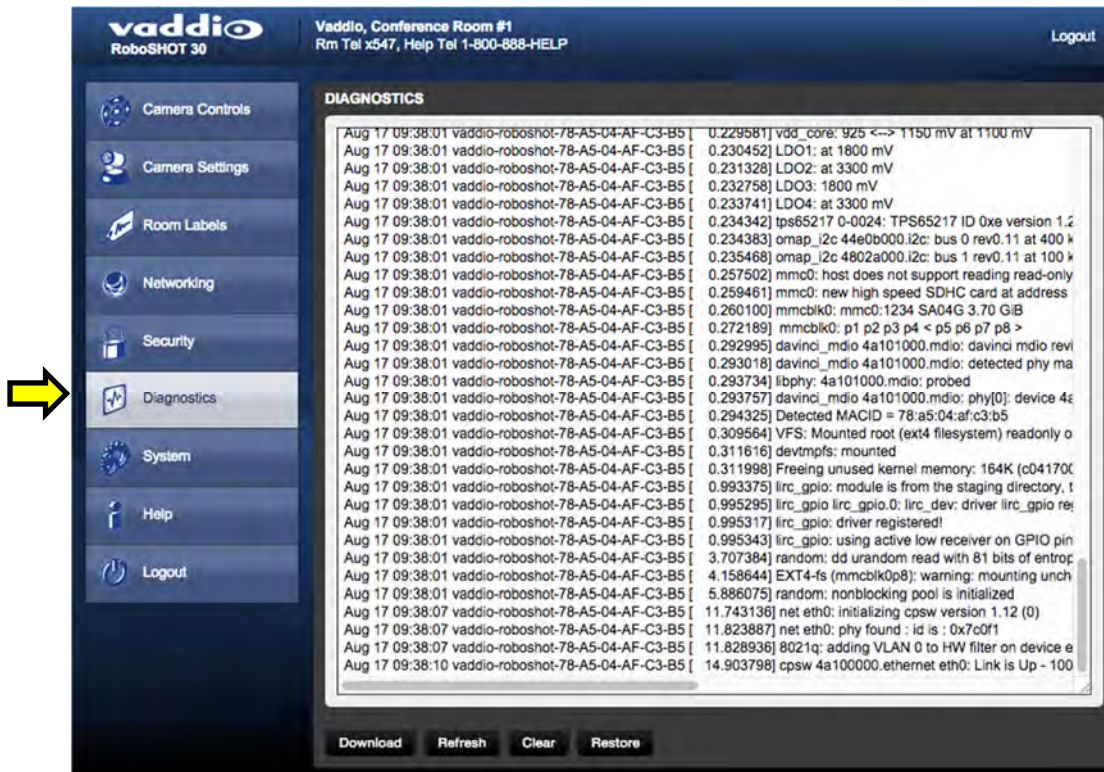 vaddio
RoboSHOT 30
Vaddio, Conference Room #1
Rm Tel x547, Help Tel 1-800-888-HELP
Logout
Camera Controls
Camera Settings
Room Labels
Networking
Security
Diagnostics
System
Help
Logout
DIAGNOSTICS
Aug 17 09:38:01 vaddio-roboshot-78-A5-04-AF-C3-B5 [ 0.229581] vdd_core: 925 <--> 1150 mV at 1100 mV
Aug 17 09:38:01 vaddio-roboshot-78-A5-04-AF-C3-B5 [ 0.230452] LDO1: at 1800 mV
Aug 17 09:38:01 vaddio-roboshot-78-A5-04-AF-C3-B5 [ 0.231328] LDO2: at 3300 mV
Aug 17 09:38:01 vaddio-roboshot-78-A5-04-AF-C3-B5 [ 0.232758] LDO3: 1800 mV
Aug 17 09:38:01 vaddio-roboshot-78-A5-04-AF-C3-B5 [ 0.233741] LDO4: at 3300 mV
Aug 17 09:38:01 vaddio-roboshot-78-A5-04-AF-C3-B5 [ 0.234342] tps65217 0-0024: TPS65217 ID 0xe version 1.2
Aug 17 09:38:01 vaddio-roboshot-78-A5-04-AF-C3-B5 [ 0.234383] omap_i2c 44e0b000.i2c: bus 0 rev0.11 at 400 k
Aug 17 09:38:01 vaddio-roboshot-78-A5-04-AF-C3-B5 [ 0.235468] omap_i2c 4802a000.i2c: bus 1 rev0.11 at 100 k
Aug 17 09:38:01 vaddio-roboshot-78-A5-04-AF-C3-B5 [ 0.257502] mmc0: host does not support reading read-only
Aug 17 09:38:01 vaddio-roboshot-78-A5-04-AF-C3-B5 [ 0.259461] mmc0: new high speed SDHC card at address
Aug 17 09:38:01 vaddio-roboshot-78-A5-04-AF-C3-B5 [ 0.260100] mmcblk0: mmc0:1234 SA04G 3.70 GiB
Aug 17 09:38:01 vaddio-roboshot-78-A5-04-AF-C3-B5 [ 0.272189] mmcblk0: p1 p2 p3 p4 < p5 p6 p7 p8 >
Aug 17 09:38:01 vaddio-roboshot-78-A5-04-AF-C3-B5 [ 0.292995] davinci_mdio 4a101000.mdio: davinci mdio revi
Aug 17 09:38:01 vaddio-roboshot-78-A5-04-AF-C3-B5 [ 0.293018] davinci_mdio 4a101000.mdio: detected phy ma
Aug 17 09:38:01 vaddio-roboshot-78-A5-04-AF-C3-B5 [ 0.293734] libphy: 4a101000.mdio: probed
Aug 17 09:38:01 vaddio-roboshot-78-A5-04-AF-C3-B5 [ 0.293757] davinci_mdio 4a101000.mdio: phy[0]: device 4a
Aug 17 09:38:01 vaddio-roboshot-78-A5-04-AF-C3-B5 [ 0.294325] Detected MACID = 78:a5:04:af:c3:b5
Aug 17 09:38:01 vaddio-roboshot-78-A5-04-AF-C3-B5 [ 0.309564] VFS: Mounted root (ext4 filesystem) readonly o
Aug 17 09:38:01 vaddio-roboshot-78-A5-04-AF-C3-B5 [ 0.311616] devtmpfs: mounted
Aug 17 09:38:01 vaddio-roboshot-78-A5-04-AF-C3-B5 [ 0.311998] Freeing unused kernel memory: 164K (c04170
Aug 17 09:38:01 vaddio-roboshot-78-A5-04-AF-C3-B5 [ 0.993375] lirc_gpio: module is from the staging directory, t
Aug 17 09:38:01 vaddio-roboshot-78-A5-04-AF-C3-B5 [ 0.995295] lirc_gpio lirc_gpio.0: lirc_dev: driver lirc_gpio reg
Aug 17 09:38:01 vaddio-roboshot-78-A5-04-AF-C3-B5 [ 0.995317] lirc_gpio: driver registered!
Aug 17 09:38:01 vaddio-roboshot-78-A5-04-AF-C3-B5 [ 0.995343] lirc_gpio: using active low receiver on GPIO pin
Aug 17 09:38:01 vaddio-roboshot-78-A5-04-AF-C3-B5 [ 3.707384] random: dd urandom read with 81 bits of entrop
Aug 17 09:38:01 vaddio-roboshot-78-A5-04-AF-C3-B5 [ 4.158644] EXT4-fs (mmcblk0p8): warning: mounting unch
Aug 17 09:38:01 vaddio-roboshot-78-A5-04-AF-C3-B5 [ 5.886075] random: nonblocking pool is initialized
Aug 17 09:38:07 vaddio-roboshot-78-A5-04-AF-C3-B5 [ 11.743136] net eth0: initializing cpsw version 1.12 (0)
Aug 17 09:38:07 vaddio-roboshot-78-A5-04-AF-C3-B5 [ 11.823887] net eth0: phy found : id is : 0x7c0f1
Aug 17 09:38:07 vaddio-roboshot-78-A5-04-AF-C3-B5 [ 11.828936] 8021q: adding VLAN 0 to HW filter on device e
Aug 17 09:38:10 vaddio-roboshot-78-A5-04-AF-C3-B5 [ 14.903798] cpsw 4a100000.ethernet eth0: Link is Up - 100
Download
Refresh
Clear
Restore